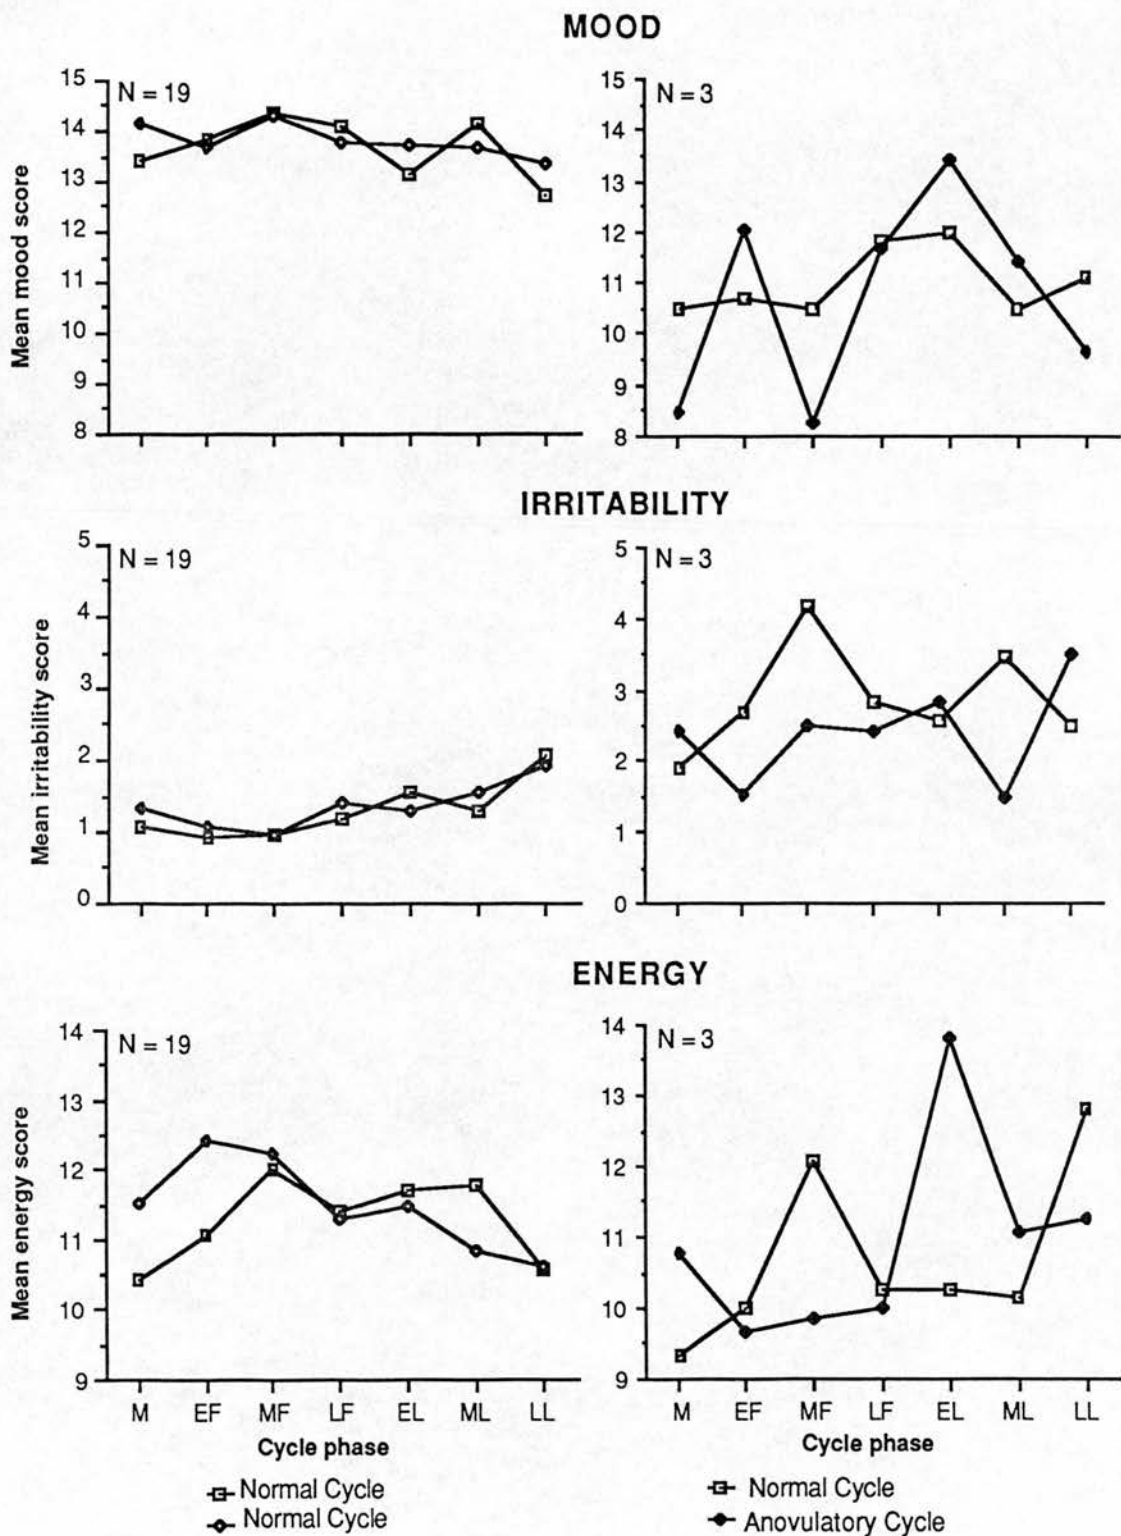 MOOD
Mean mood score
15
14
13
12
11
10
9
8
N = 19
15
14
13
12
11
10
9
8
N = 3
IRRITABILITY
Mean irritability score
5
4
3
2
1
0
N = 19
5
4
3
2
1
0
N = 3
ENERGY
Mean energy score
14
13
12
11
10
9
N = 19
M EF MF LF EL ML LL
Cycle phase
Normal Cycle
Normal Cycle
14
13
12
11
10
9
N = 3
M EF MF LF EL ML LL
Cycle phase
Normal Cycle
Anovulatory Cycle